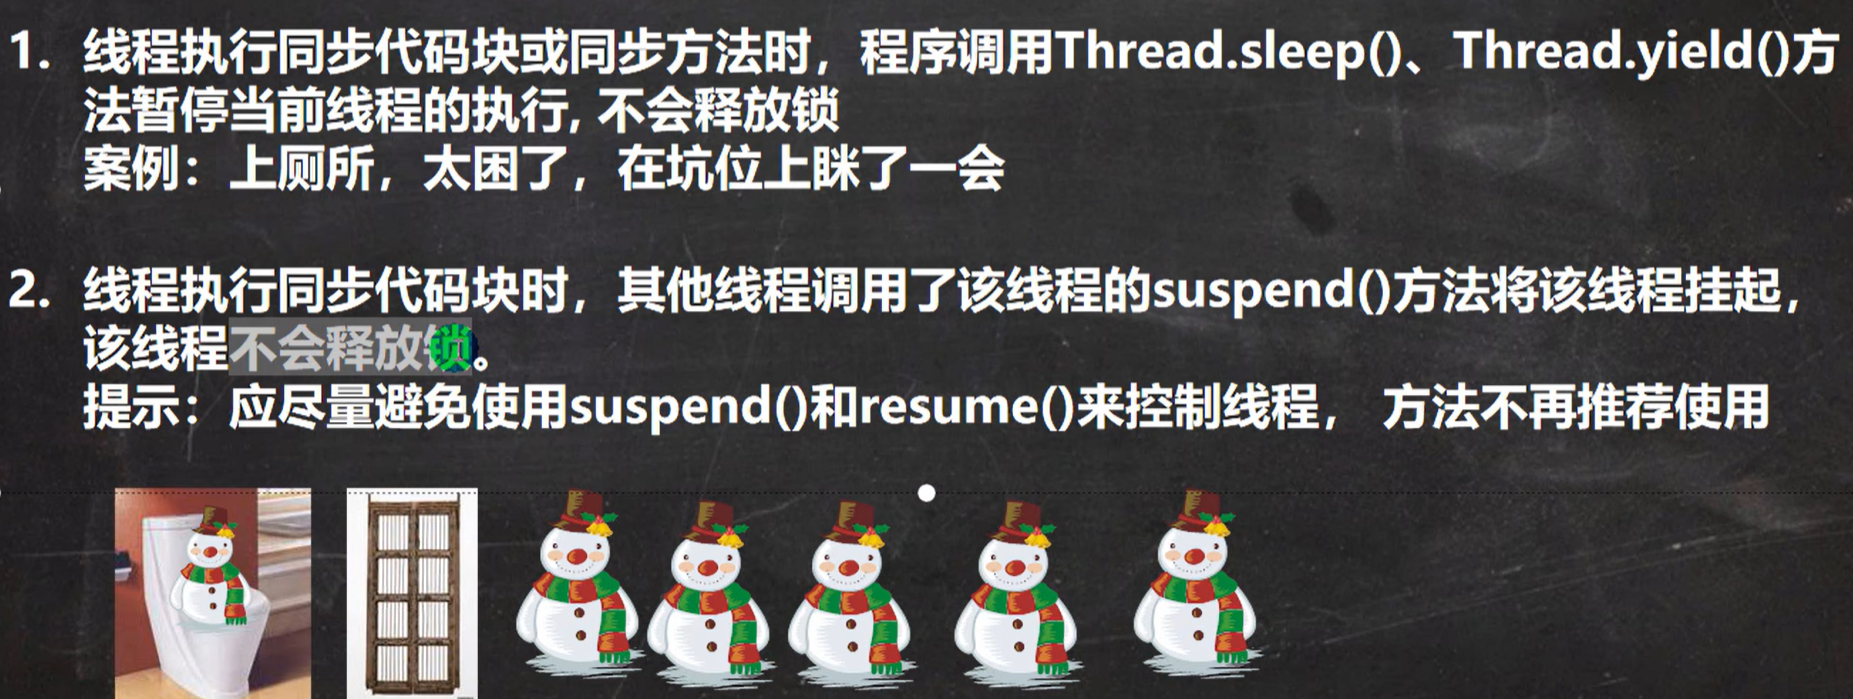 1. 线程执行同步代码块或同步方法时，程序调用Thread.sleep()、Thread.yield()方
法暂停当前线程的执行, 不会释放锁
案例：上厕所，太困了，在坑位上眯了一会
2. 线程执行同步代码块时，其他线程调用了该线程的suspend()方法将该线程挂起，
该线程不会释放锁。
提示：应尽量避免使用suspend()和resume()来控制线程， 方法不再推荐使用